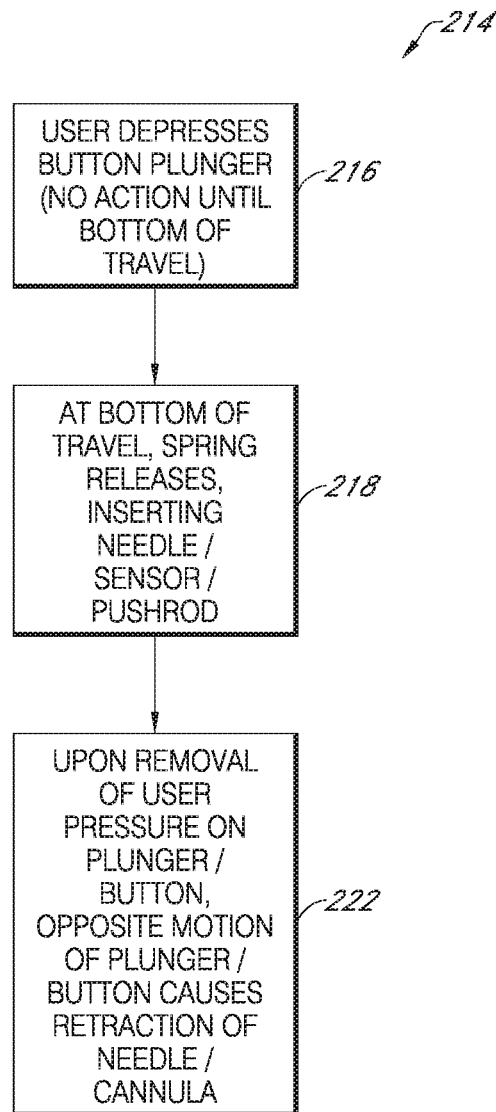 214
USER DEPRESSES
BUTTON PLUNGER
(NO ACTION UNTIL
BOTTOM OF
TRAVEL)
216
AT BOTTOM OF
TRAVEL, SPRING
RELEASES,
INSERTING
NEEDLE /
SENSOR /
PUSHROD
218
UPON REMOVAL
OF USER
PRESSURE ON
PLUNGER /
BUTTON,
OPPOSITE MOTION
OF PLUNGER /
BUTTON CAUSES
RETRACTION OF
NEEDLE /
CANNULA
222